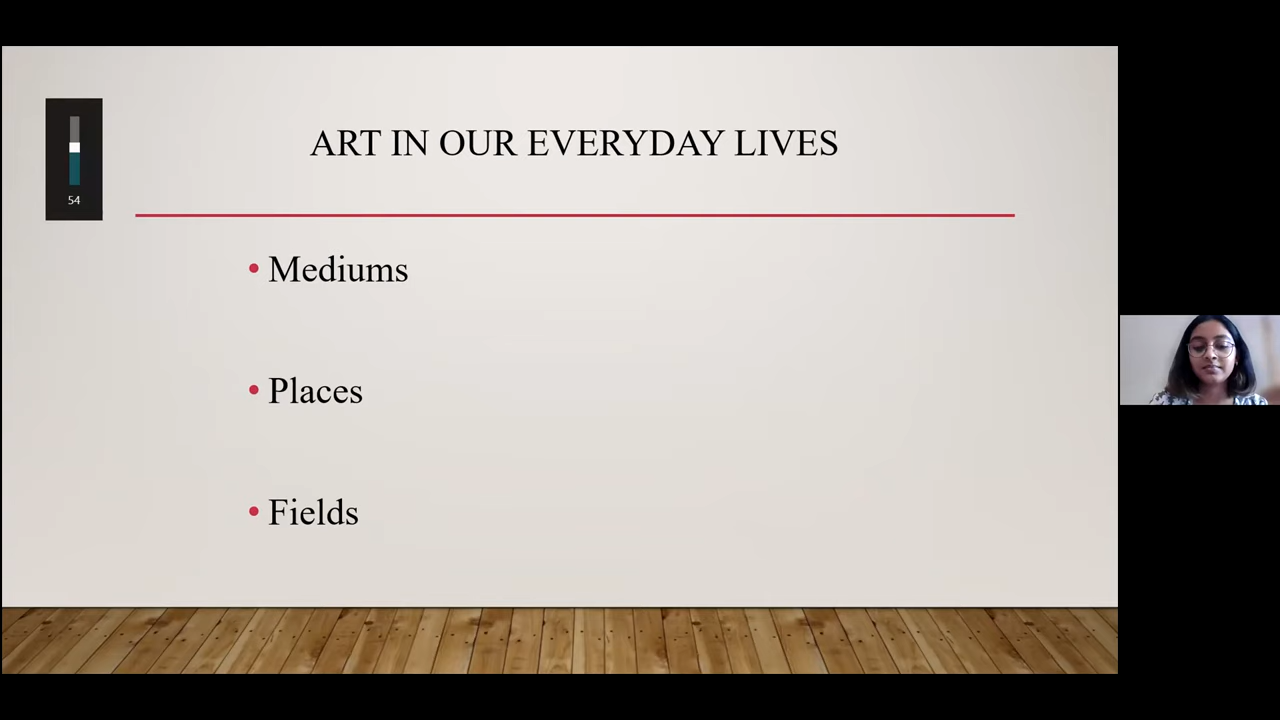 ART IN OUR EVERYDAY LIVES
54
• Mediums
• Places
• Fields